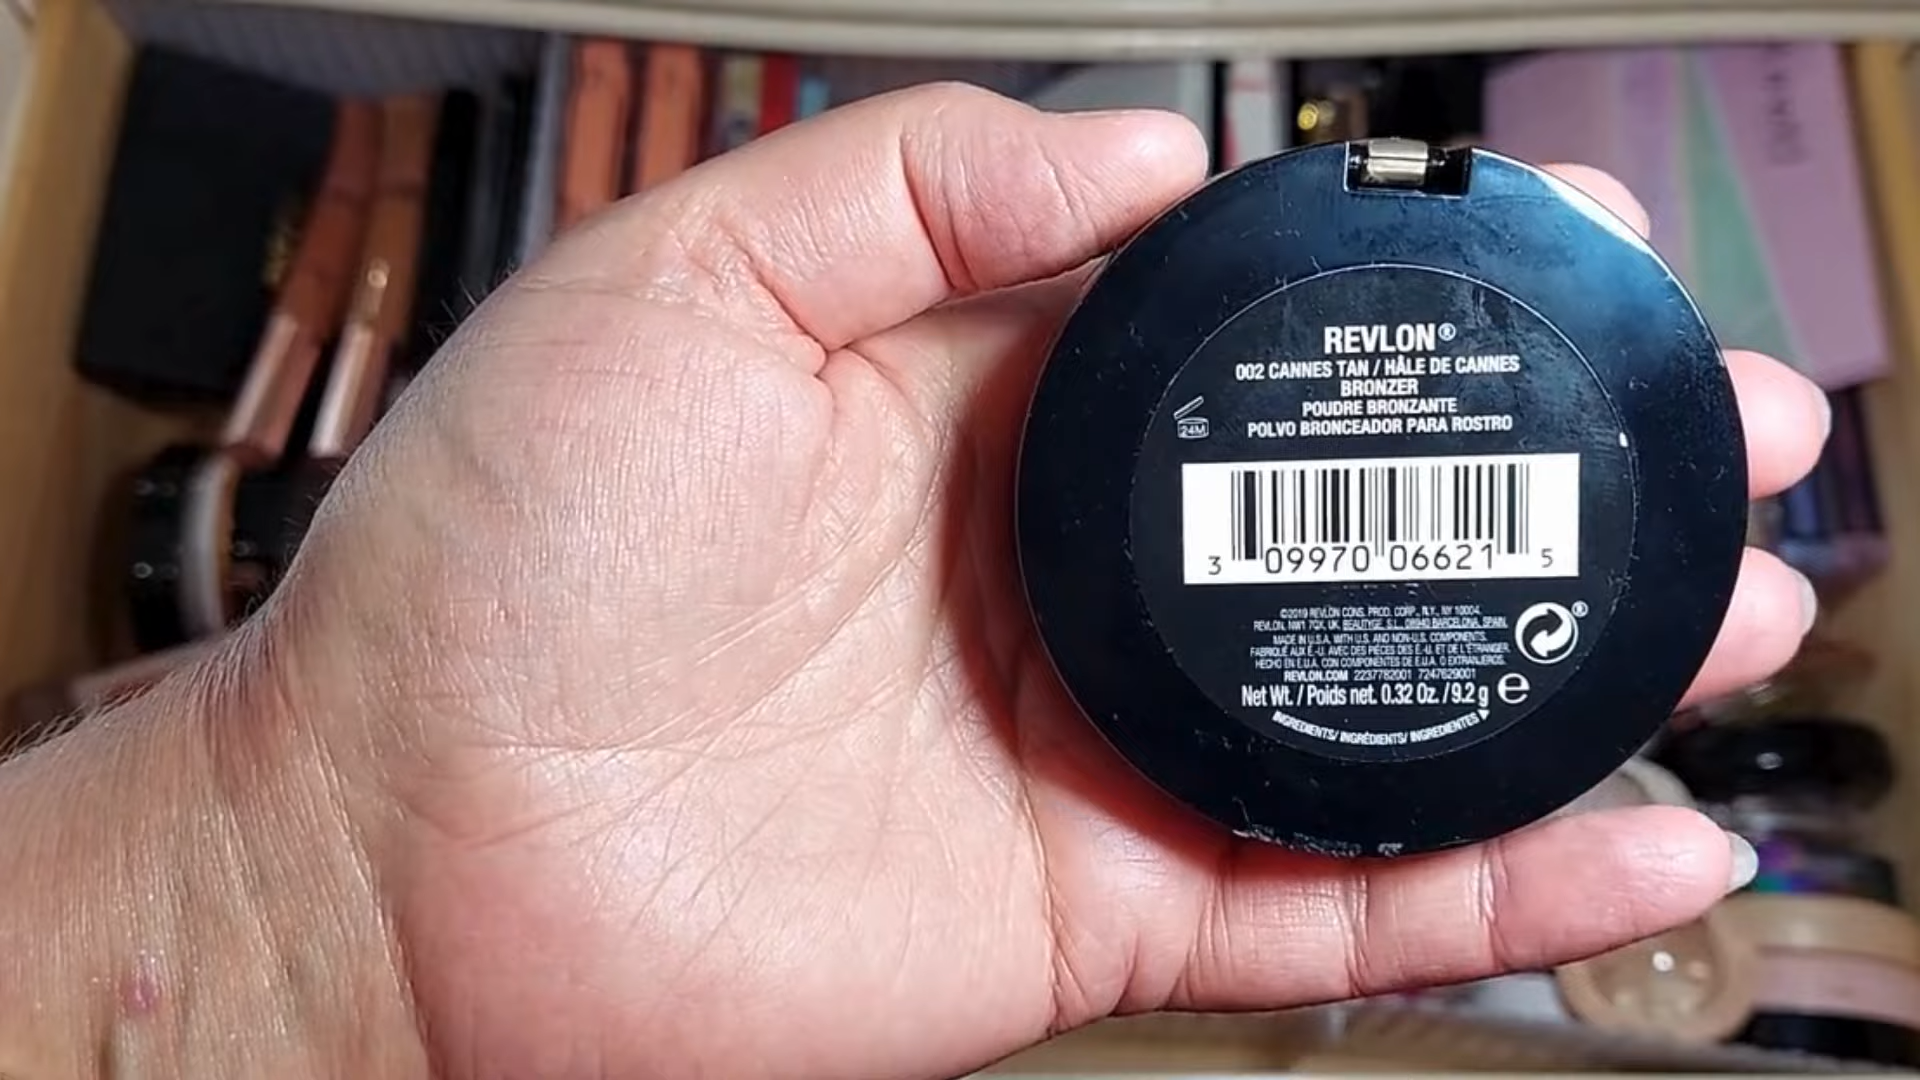 REVLON®
002 CANNES TAN / HÂLE DE CANNES
BRONZER
POUDRE BRONZANTE
POLVO BRONCEADOR PARA ROSTRO
24M
3 09970 06621 5
©2019 REVLON CONS. PROD. CORP., N.Y., NY 10004.
REVLON, NW1 7QX, UK. BEAUTYGE, S.L., 08940 BARCELONA, SPAIN.
MADE IN U.S.A. WITH U.S. AND NON-U.S. COMPONENTS.
FABRIQUÉ AUX É.-U. AVEC DES PIÈCES DES É.-U. ET DE L'ÉTRANGER.
HECHO EN E.U.A. CON COMPONENTES DE E.U.A. O EXTRANJEROS.
REVLON.COM 2237782001 7247629001
Net Wt. / Poids net. 0.32 Oz. / 9.2 g e
INGREDIENTS/ INGRÉDIENTS/ INGREDIENTES